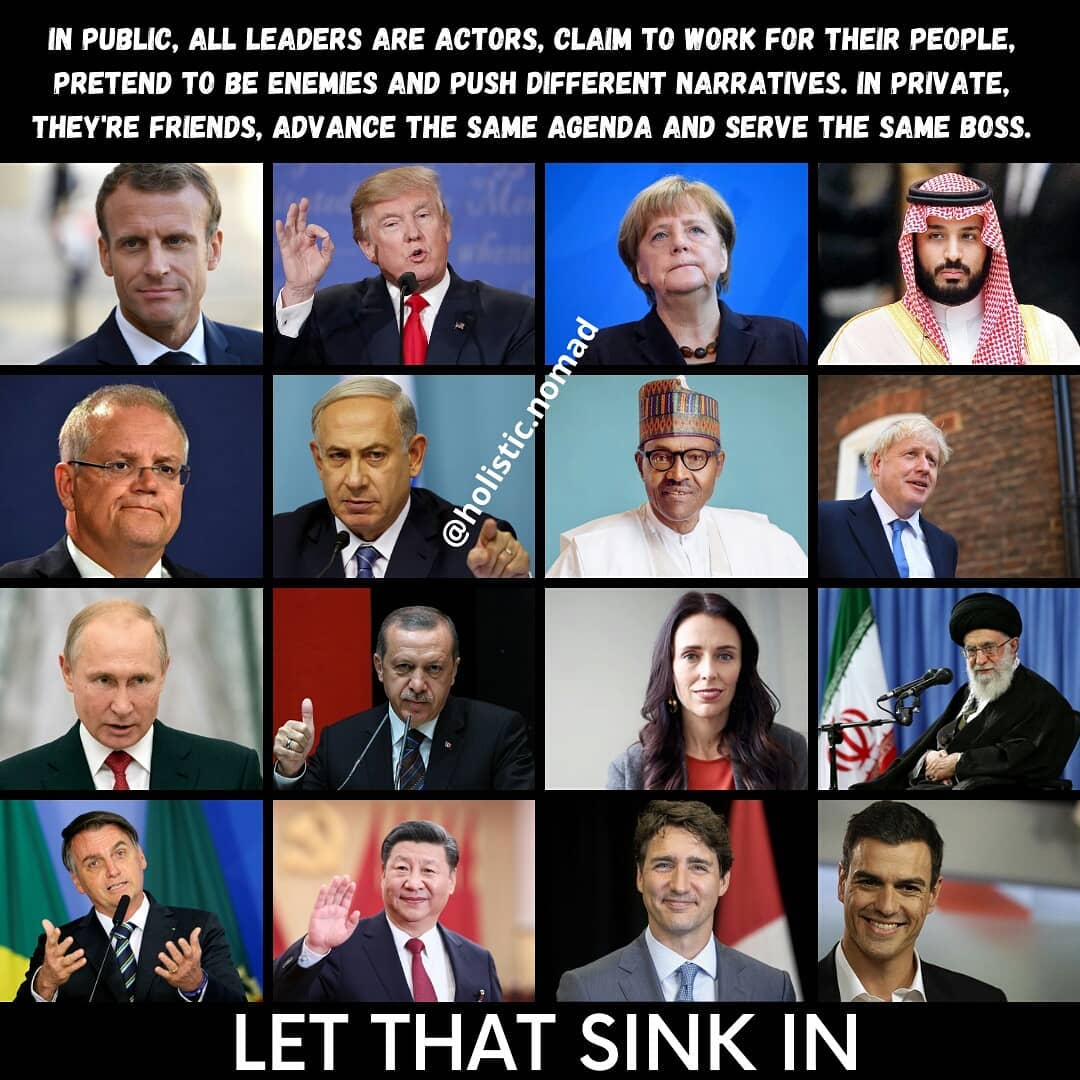 IN PUBLIC, ALL LEADERS ARE ACTORS, CLAIM TO WORK FOR THEIR PEOPLE,
PRETEND TO BE ENEMIES AND PUSH DIFFERENT NARRATIVES. IN PRIVATE,
THEY'RE FRIENDS, ADVANCE THE SAME AGENDA AND SERVE THE SAME BOSS.
@holistic.nomad
LET THAT SINK IN